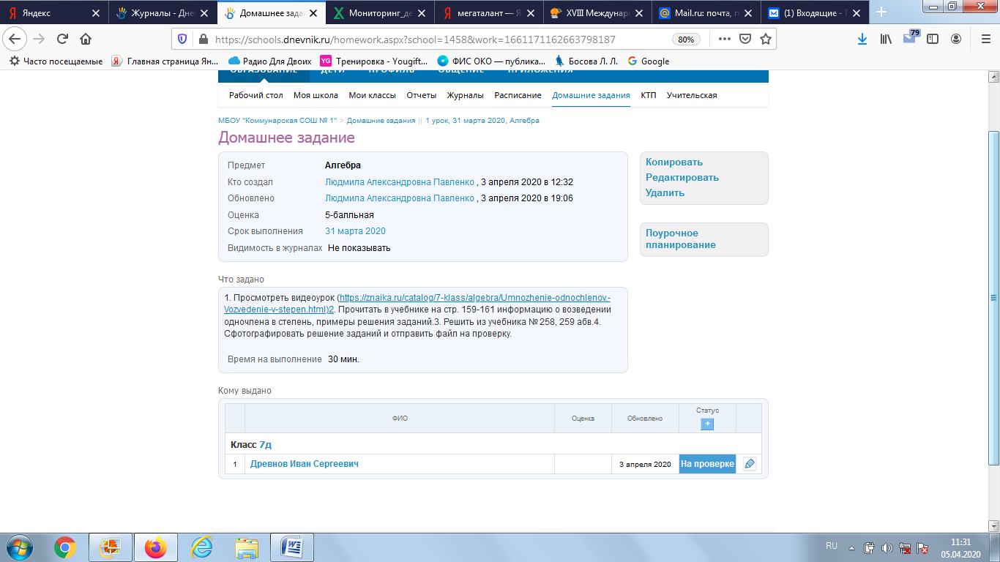 Яндекс
Журналы - Дне
Домашнее зада
Мониторинг_де
мегаталант — Я
XVIII Междунаро
Mail.ru: почта, п
(1) Входящие - П
https://schools.dnevnik.ru/homework.aspx?school=1458&work=1661171162663798187
80%
79
Часто посещаемые
Главная страница Ян...
Радио Для Двоих
YG
Тренировка - Yougift...
ФИС ОКО — публика...
Босова Л. Л.
Google
ОБРАЗОВАНИЕ ДЕТИ ПРОФИЛЬ ОБЩЕНИЕ ПРИЛОЖЕНИЯ
Рабочий стол Моя школа Мои классы Отчеты Журналы Расписание Домашние задания КТП Учительская
МБОУ "Коммунарская СОШ № 1" > Домашние задания || 1 урок, 31 марта 2020, Алгебра
Домашнее задание
Предмет Алгебра
Кто создал Людмила Александровна Павленко , 3 апреля 2020 в 12:32
Обновлено Людмила Александровна Павленко , 3 апреля 2020 в 19:06
Оценка 5-балльная
Срок выполнения 31 марта 2020
Видимость в журналах Не показывать
Копировать
Редактировать
Удалить
Поурочное
планирование
Что задано
1. Просмотреть видеоурок (https://znaika.ru/catalog/7-klass/algebra/Umnozhenie-odnochlenov.-
Vozvedenie-v-stepen.html)2. Прочитать в учебнике на стр. 159-161 информацию о возведении
одночлена в степень, примеры решения заданий.3. Решить из учебника № 258, 259 абв.4.
Сфотографировать решение заданий и отправить файл на проверку.
Время на выполнение 30 мин.
Кому выдано
ФИО Оценка Обновлено Статус
+
Класс 7д
1 Древнов Иван Сергеевич 3 апреля 2020 На проверке
RU
11:31
05.04.2020